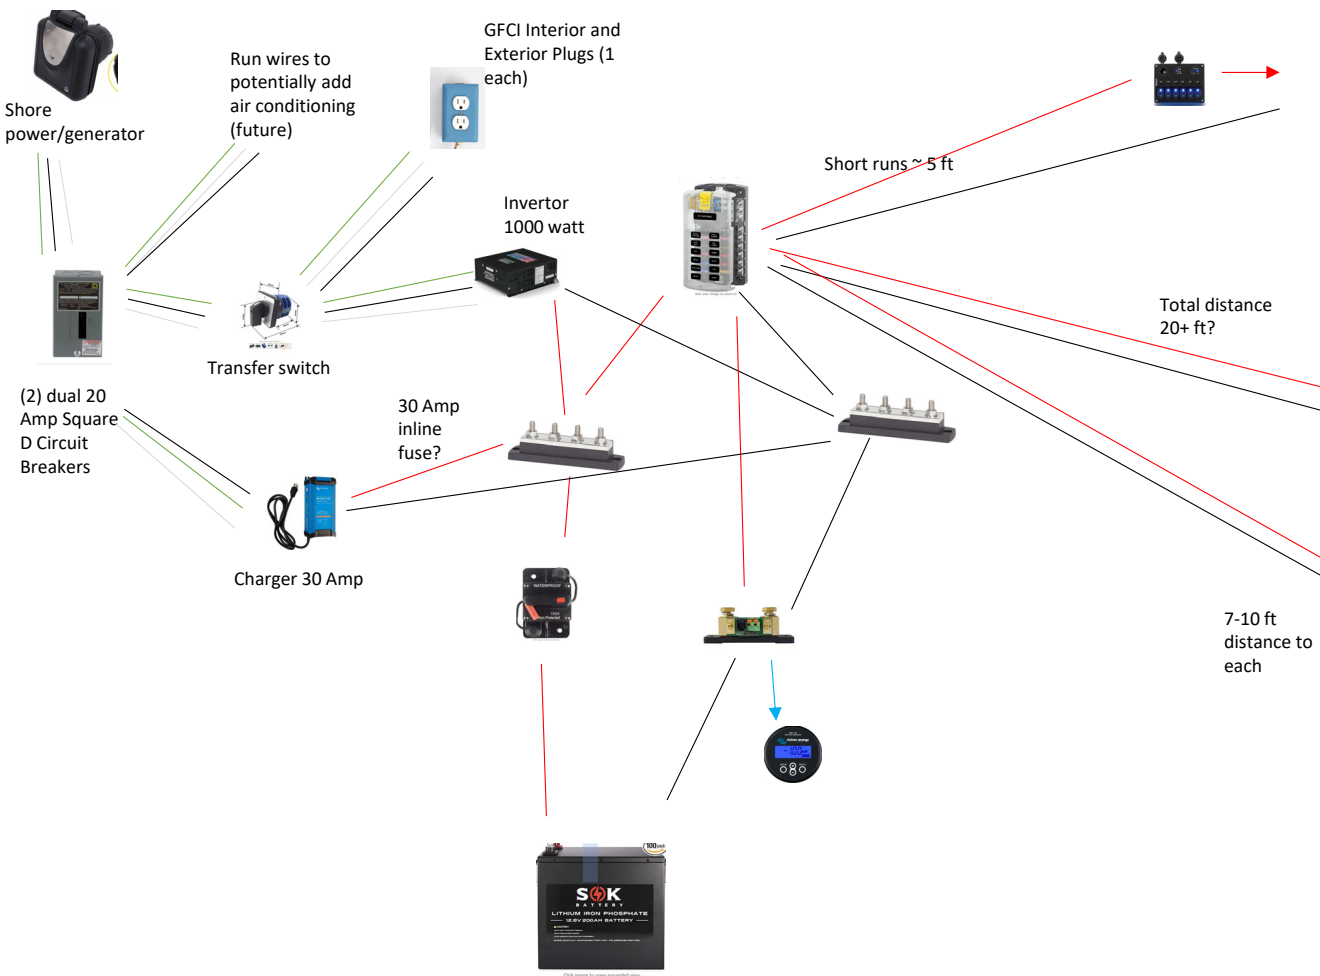 Shore
power/generator
Run wires to
potentially add
air conditioning
(future)
GFCI Interior and
Exterior Plugs (1
each)
Short runs ~ 5 ft
Invertor
1000 watt
Total distance
20+ ft?
Transfer switch
(2) dual 20
Amp Square
D Circuit
Breakers
30 Amp
inline
fuse?
Charger 30 Amp
WATERPROOF
7-10 ft
distance to
each
victron energy
SOK
BATTERY
LITHIUM IRON PHOSPHATE
12.8V 200AH BATTERY